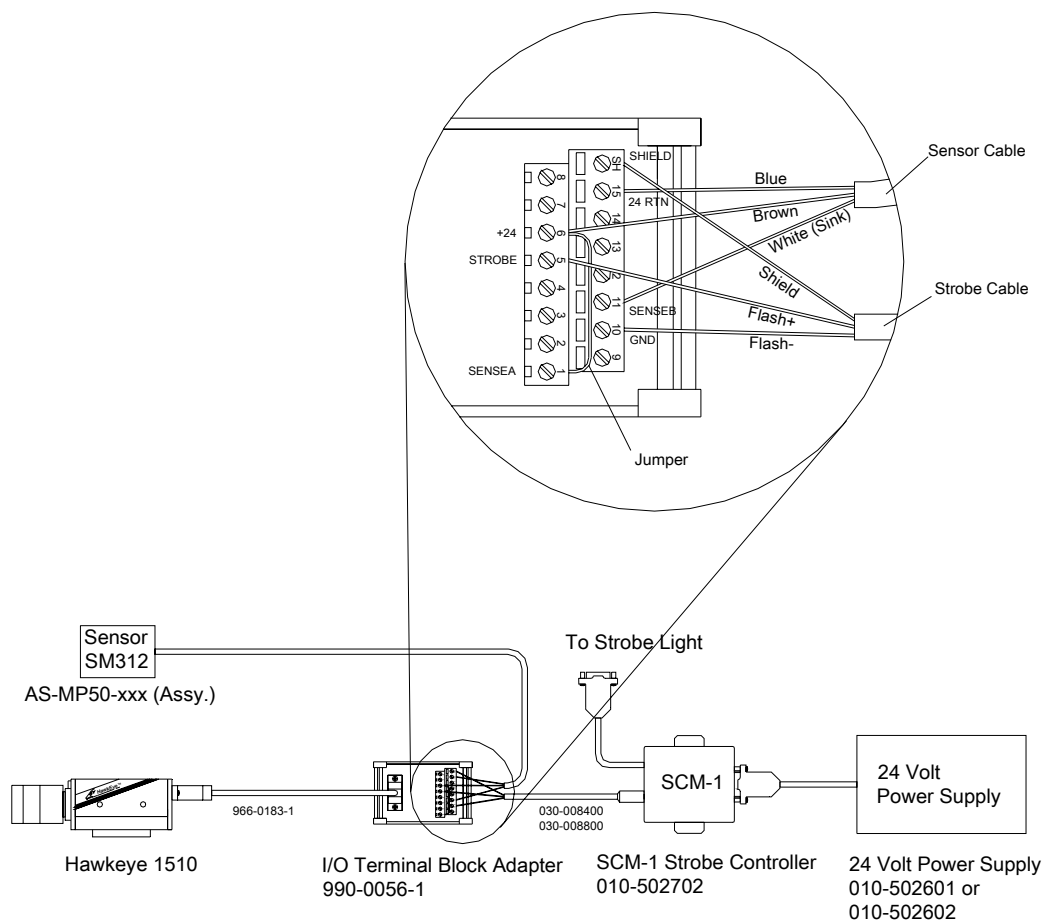 SHIELD
Sensor Cable
Blue
24 RTN
Brown
White (Sink)
+24
STROBE
Shield
Strobe Cable
SENSEB
Flash+
GND
Flash-
SENSEA
Jumper
8
7
6
5
4
3
2
1
SH
15
14
13
2
11
10
9
Sensor
SM312
AS-MP50-xxx (Assy.)
To Strobe Light
SCM-1
24 Volt
Power Supply
966-0183-1
030-008400
030-008800
Hawkeye 1510
I/O Terminal Block Adapter
990-0056-1
SCM-1 Strobe Controller
010-502702
24 Volt Power Supply
010-502601 or
010-502602